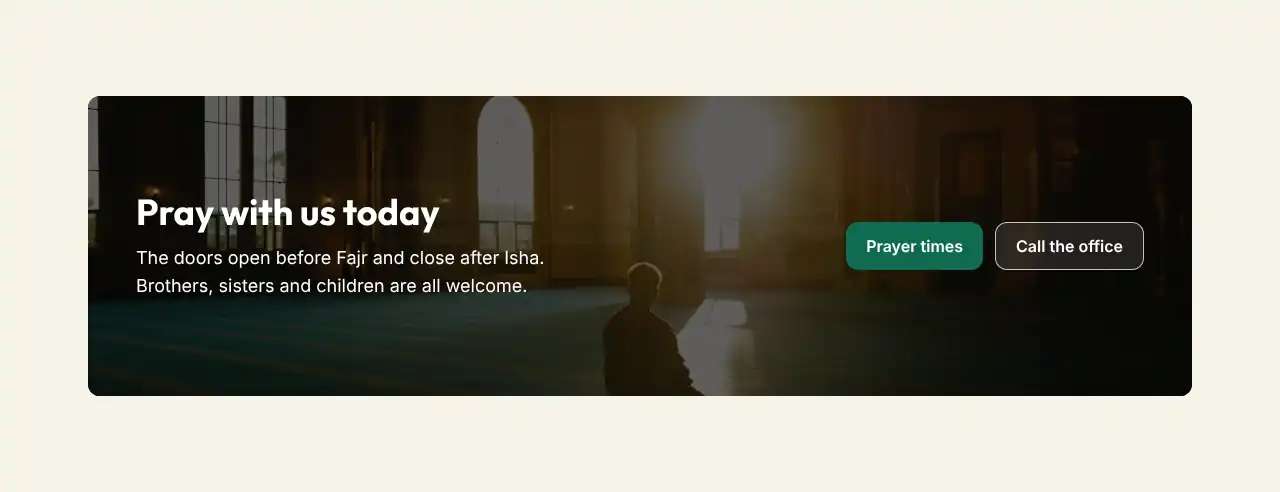 Pray with us today
The doors open before Fajr and close after Isha.
Brothers, sisters and children are all welcome.
Prayer times
Call the office